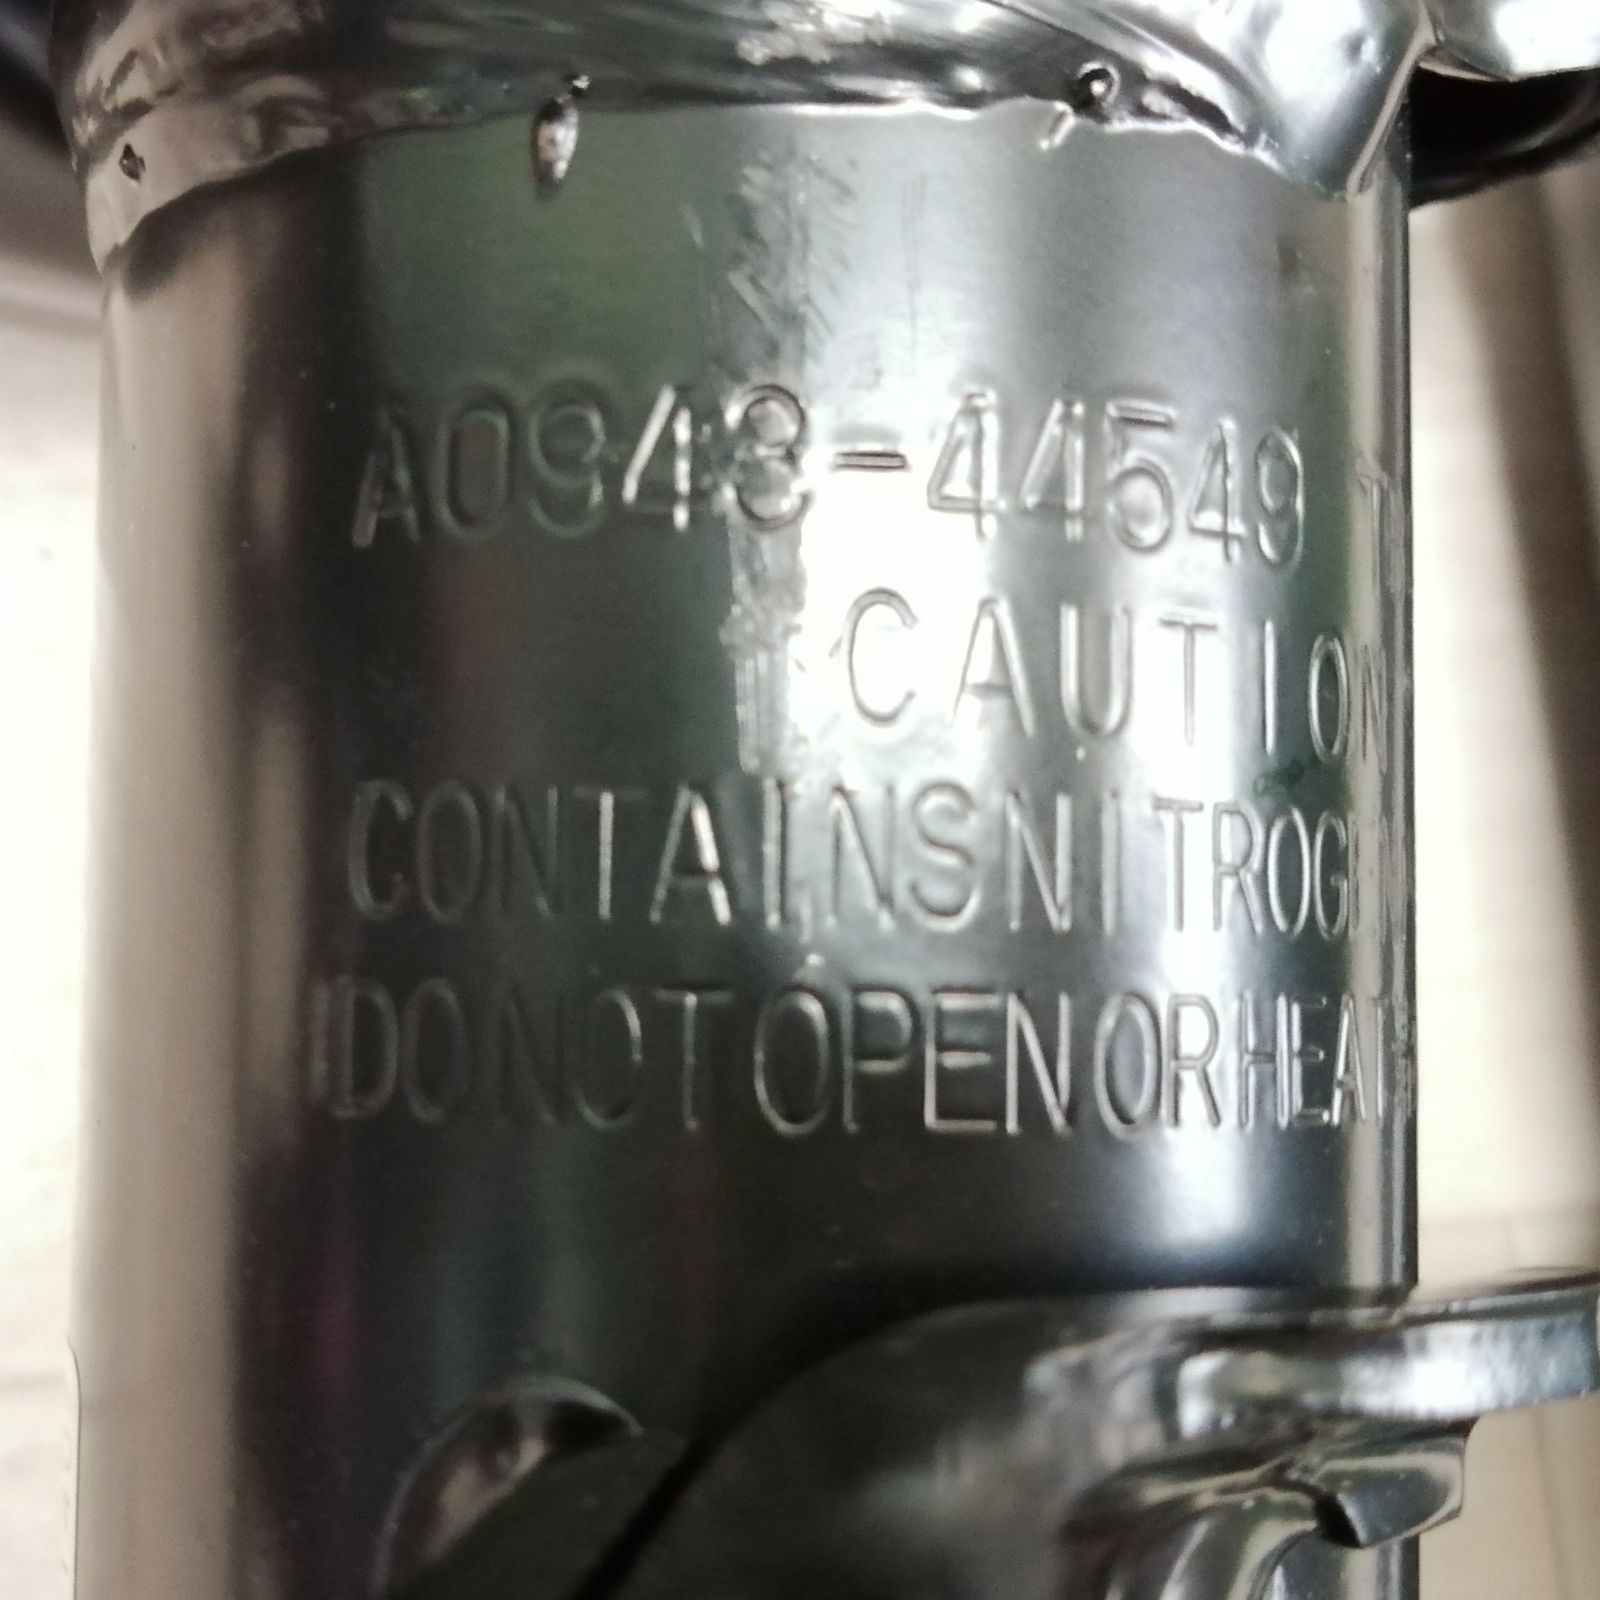 A0943-44549
CAUTION
CONTAINS NITROGEN
DO NOT OPEN OR HEAT